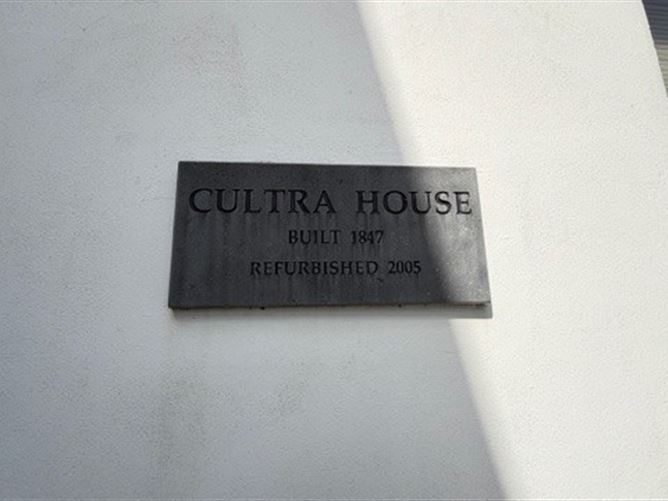 CULTRA HOUSE
BUILT 1847
REFURBISHED 2005